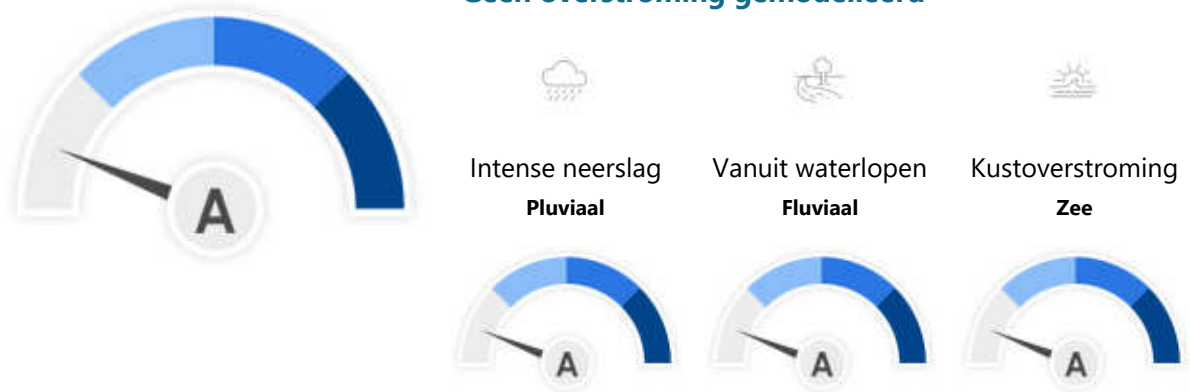 Geen overstroming gemodelleerd
A
Intense neerslag
Pluviaal
Vanuit waterlopen
Fluviaal
Kustoverstroming
Zee
A
A
A